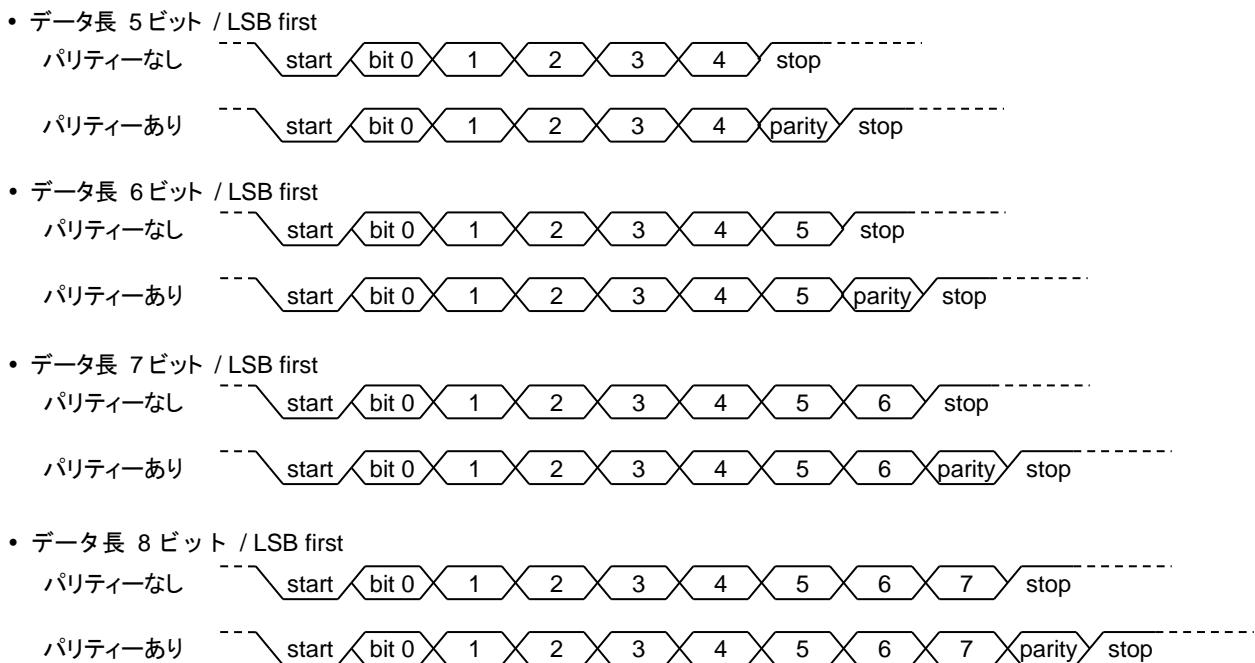 • データ長 5ビット / LSB first
パリティーなし start bit 0 1 2 3 4 stop
パリティーあり start bit 0 1 2 3 4 parity stop
• データ長 6ビット / LSB first
パリティーなし start bit 0 1 2 3 4 5 stop
パリティーあり start bit 0 1 2 3 4 5 parity stop
• データ長 7ビット / LSB first
パリティーなし start bit 0 1 2 3 4 5 6 stop
パリティーあり start bit 0 1 2 3 4 5 6 parity stop
• データ長 8ビット / LSB first
パリティーなし start bit 0 1 2 3 4 5 6 7 stop
パリティーあり start bit 0 1 2 3 4 5 6 7 parity stop